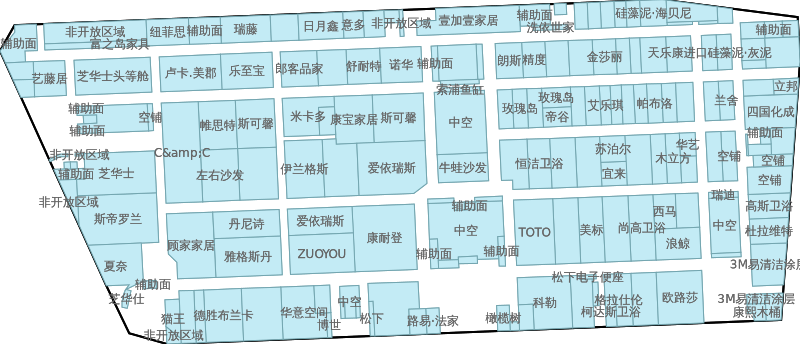 硅藻泥·海贝尼
辅助面
非开放区域
壹加壹家居
日月鑫
意多
非开放区域
纽菲思
辅助面
瑞藤
洗依世家
辅助面
辅助面
富之岛家具
天乐康进口硅藻泥·灰泥
金莎丽
朗斯精度
辅助面
诺华
舒耐特
郎客品家
乐至宝
卢卡.美郡
芝华士头等舱
艺藤居
立邦
索浦鱼缸
兰舍
玫瑰岛
玫瑰岛
帝谷
艾乐琪
帕布洛
四国化成
辅助面
空铺
米卡多
康宝家居
斯可馨
帷思特
斯可馨
中空
辅助面
辅助面
华艺
苏泊尔
非开放区域
C&amp;C
木立方
空铺
空铺
恒洁卫浴
宜来
牛蛙沙发
爱依瑞斯
伊兰格斯
左右沙发
辅助面
芝华士
空铺
瑞迪
非开放区域
辅助面
高斯卫浴
西马
斯帝罗兰
丹尼诗
爱依瑞斯
中空
TOTO
美标
尚高卫浴
中空
杜拉维特
康耐登
浪鲸
顾家家居
雅格斯丹
ZUOYOU
辅助面
辅助面
夏奈
3M易清洁涂层
松下电子便座
辅助面
芝华仕
中空
科勒
格拉仕伦
欧路莎
3M易清洁涂层
猫王
德胜布兰卡
华意空间
博世
松下
路易·法家
橄榄树
柯达斯卫浴
康熙木桶
非开放区域